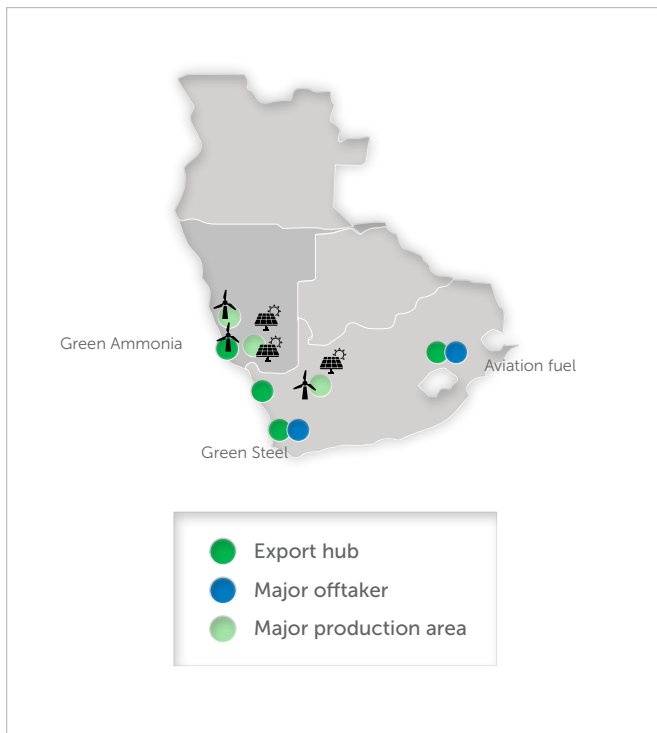 Green Ammonia
Aviation fuel
Green Steel
Export hub
Major offtaker
Major production area